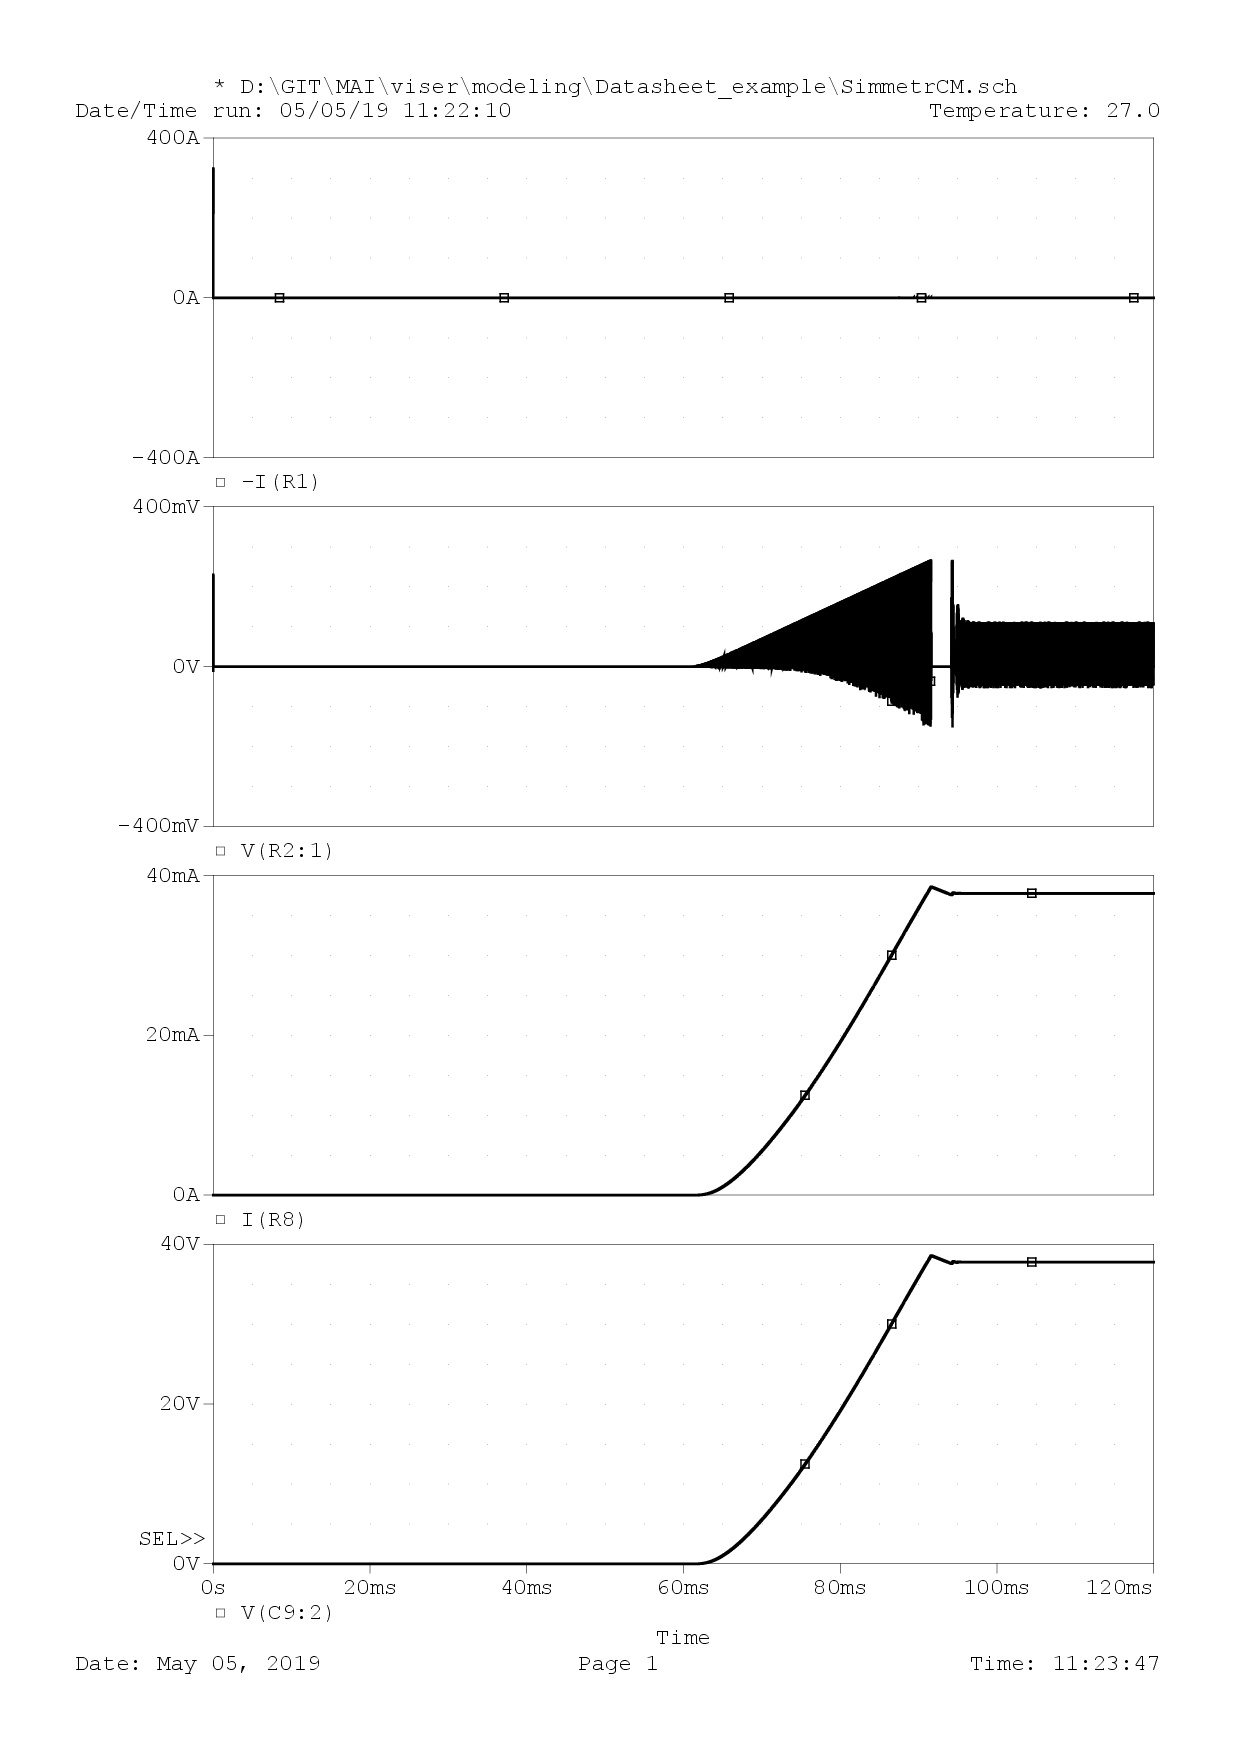 * D:\GIT\MAI\viser\modeling\Datasheet_example\SimmetrCM.sch
Date/Time run: 05/05/19 11:22:10 Temperature: 27.0
400A
0A
-400A
-I(R1)
400mV
0V
-400mV
V(R2:1)
40mA
20mA
0A
I(R8)
40V
20V
SEL>>
0V
0s 20ms 40ms 60ms 80ms 100ms 120ms
V(C9:2)
Time
Date: May 05, 2019 Page 1 Time: 11:23:47